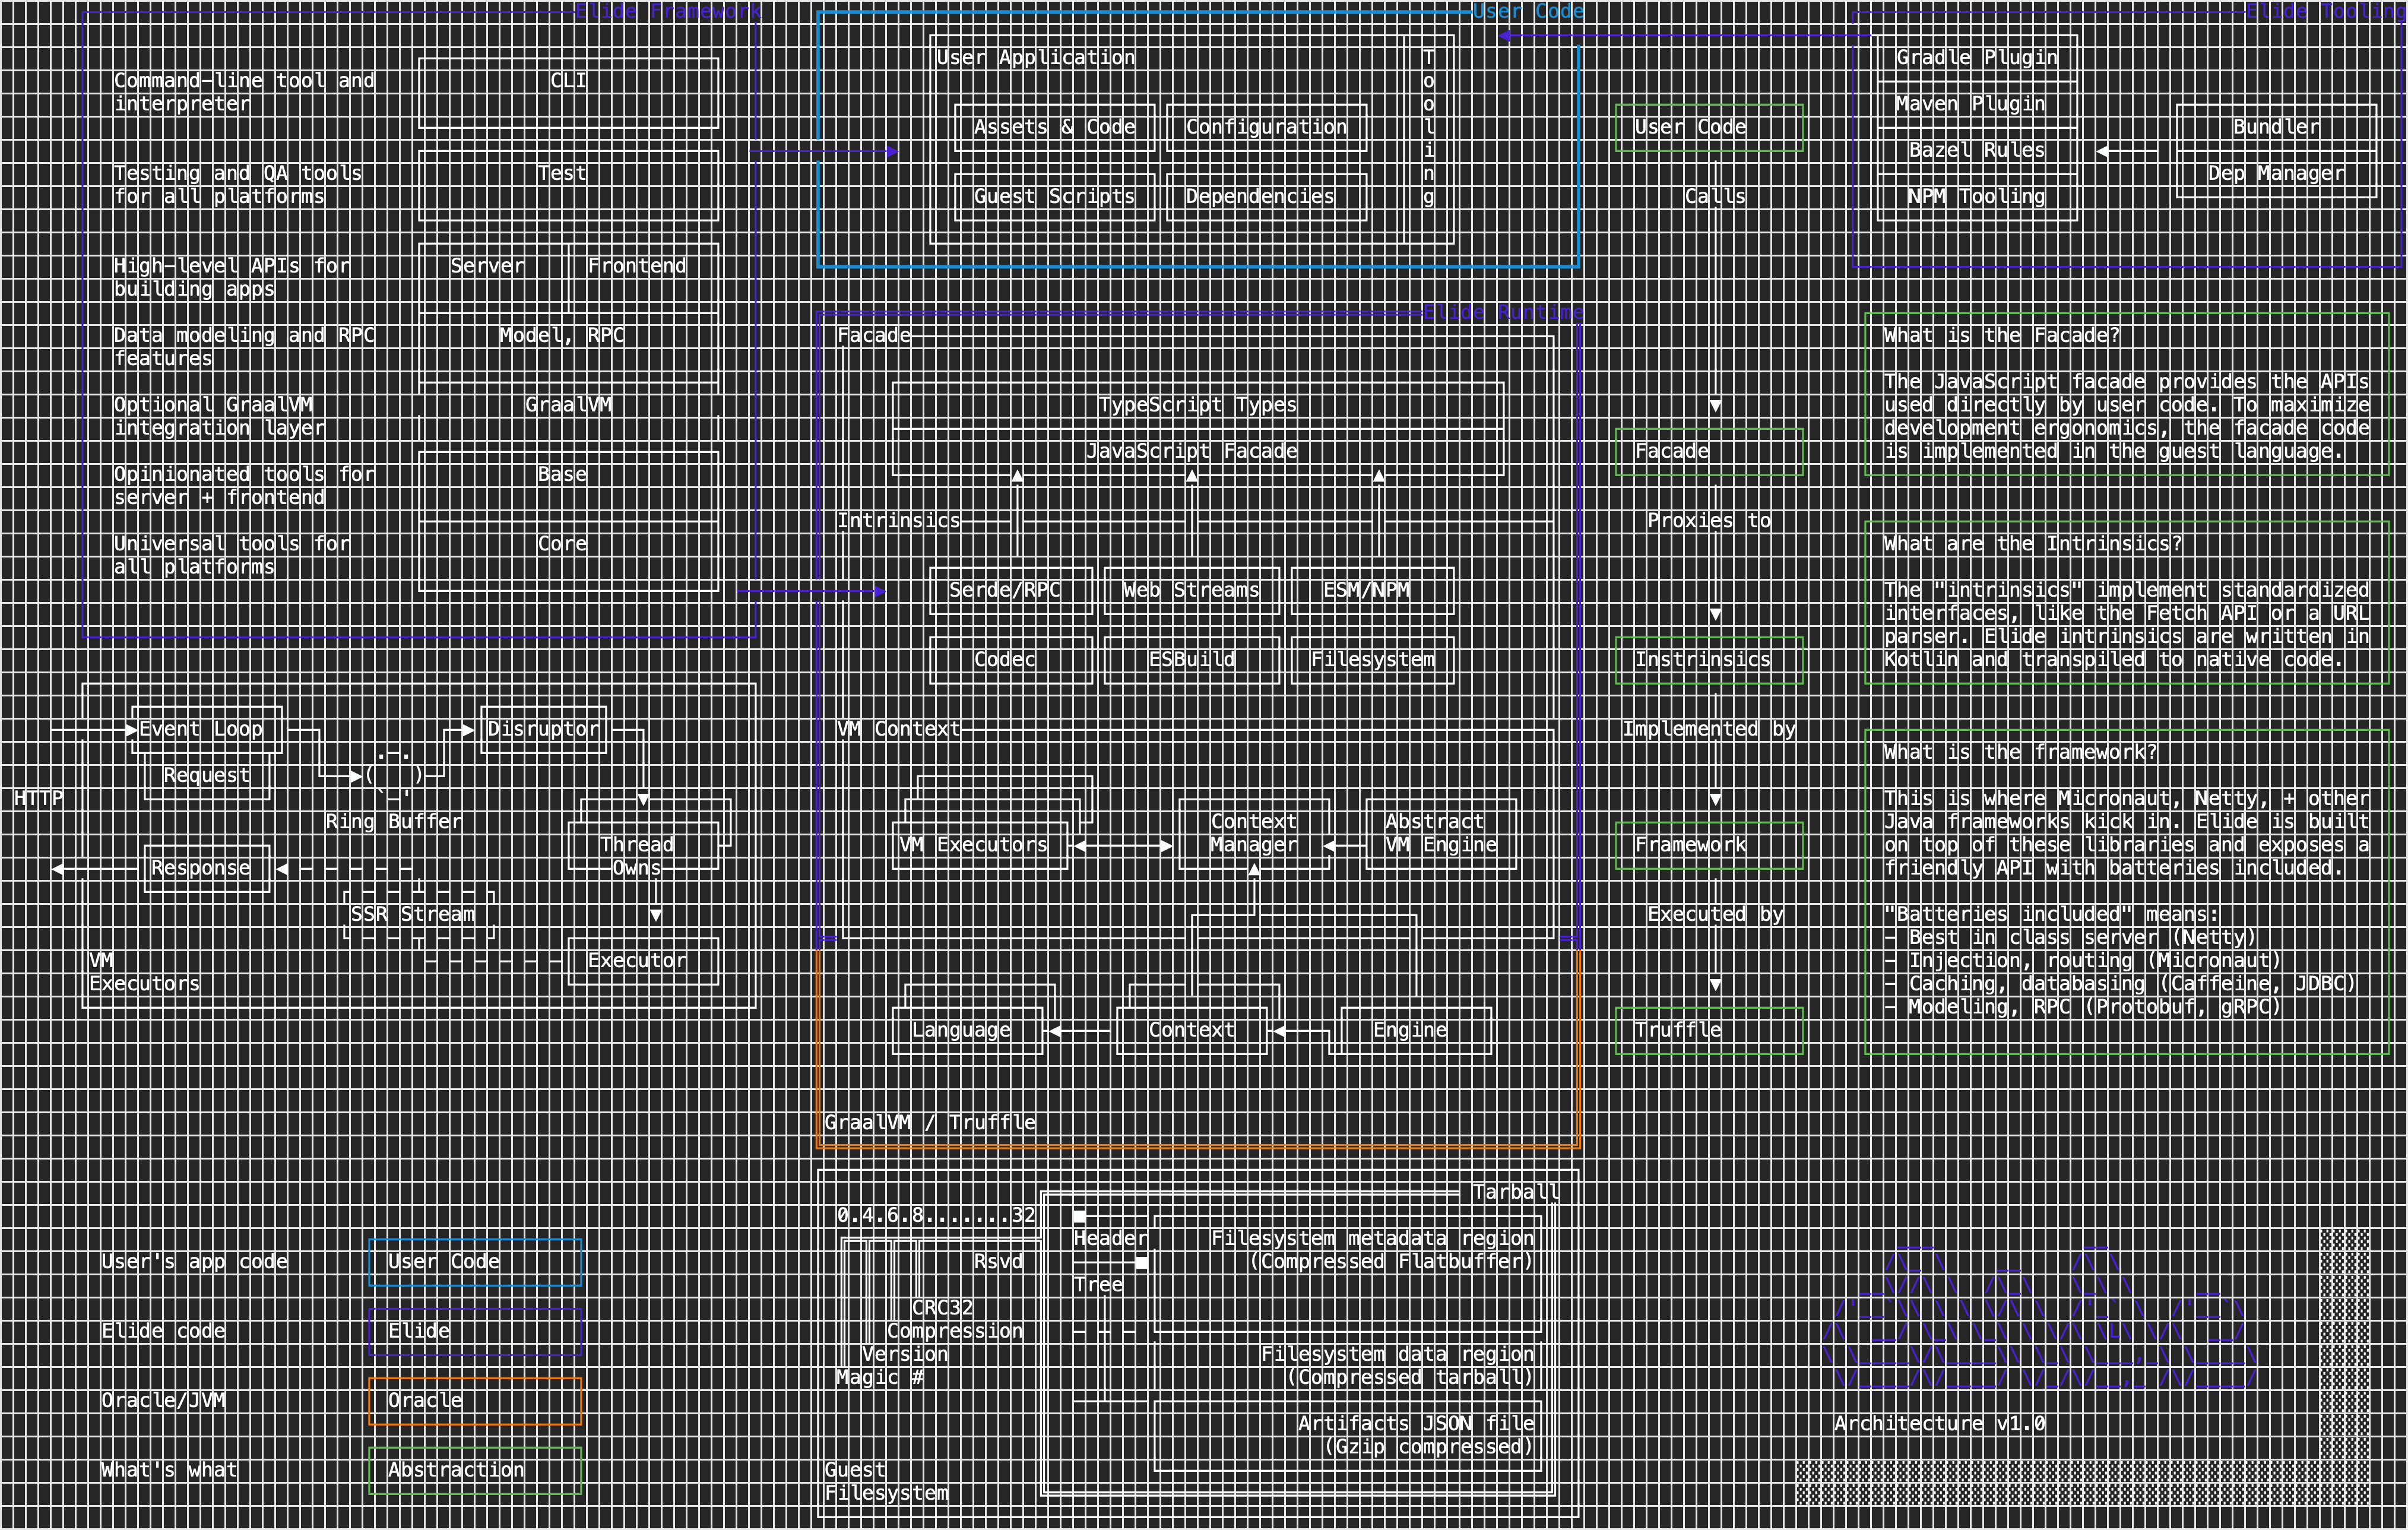 Elide Framework
Command-line tool and
interpreter
CLI
Testing and QA tools
for all platforms
Test
High-level APIs for
building apps
Server
Frontend
Data modeling and RPC
features
Model, RPC
Optional GraalVM
integration layer
GraalVM
Opinionated tools for
server + frontend
Base
Universal tools for
all platforms
Core
User Code
User Application
Tooling
Assets & Code
Configuration
Guest Scripts
Dependencies
Elide Tooling
Gradle Plugin
Maven Plugin
Bazel Rules
NPM Tooling
Bundler
Dep Manager
Elide Runtime
Facade
TypeScript Types
JavaScript Facade
Intrinsics
Serde/RPC
Web Streams
ESM/NPM
Codec
ESBuild
Filesystem
VM Context
VM Executors
Context
Manager
Abstract
VM Engine
Language
Context
Engine
GraalVM / Truffle
User Code
Calls
Facade
Proxies to
Instrinsics
Implemented by
Framework
Executed by
Truffle
What is the Facade?
The JavaScript facade provides the APIs
used directly by user code. To maximize
development ergonomics, the facade code
is implemented in the guest language.
What are the Intrinsics?
The "intrinsics" implement standardized
interfaces, like the Fetch API or a URL
parser. Elide intrinsics are written in
Kotlin and transpiled to native code.
What is the framework?
This is where Micronaut, Netty, + other
Java frameworks kick in. Elide is built
on top of these libraries and exposes a
friendly API with batteries included.
"Batteries included" means:
- Best in class server (Netty)
- Injection, routing (Micronaut)
- Caching, databasing (Caffeine, JDBC)
- Modeling, RPC (Protobuf, gRPC)
HTTP
Event Loop
Request
Ring Buffer
Disruptor
Thread
Owns
Response
SSR Stream
Executor
VM
Executors
User's app code
User Code
Elide code
Elide
Oracle/JVM
Oracle
What's what
Abstraction
Tarball
0.4.6.8.......32
Rsvd
CRC32
Compression
Version
Magic #
Header
Tree
Filesystem metadata region
(Compressed Flatbuffer)
Filesystem data region
(Compressed tarball)
Artifacts JSON file
(Gzip compressed)
Guest
Filesystem
elide
Architecture v1.0